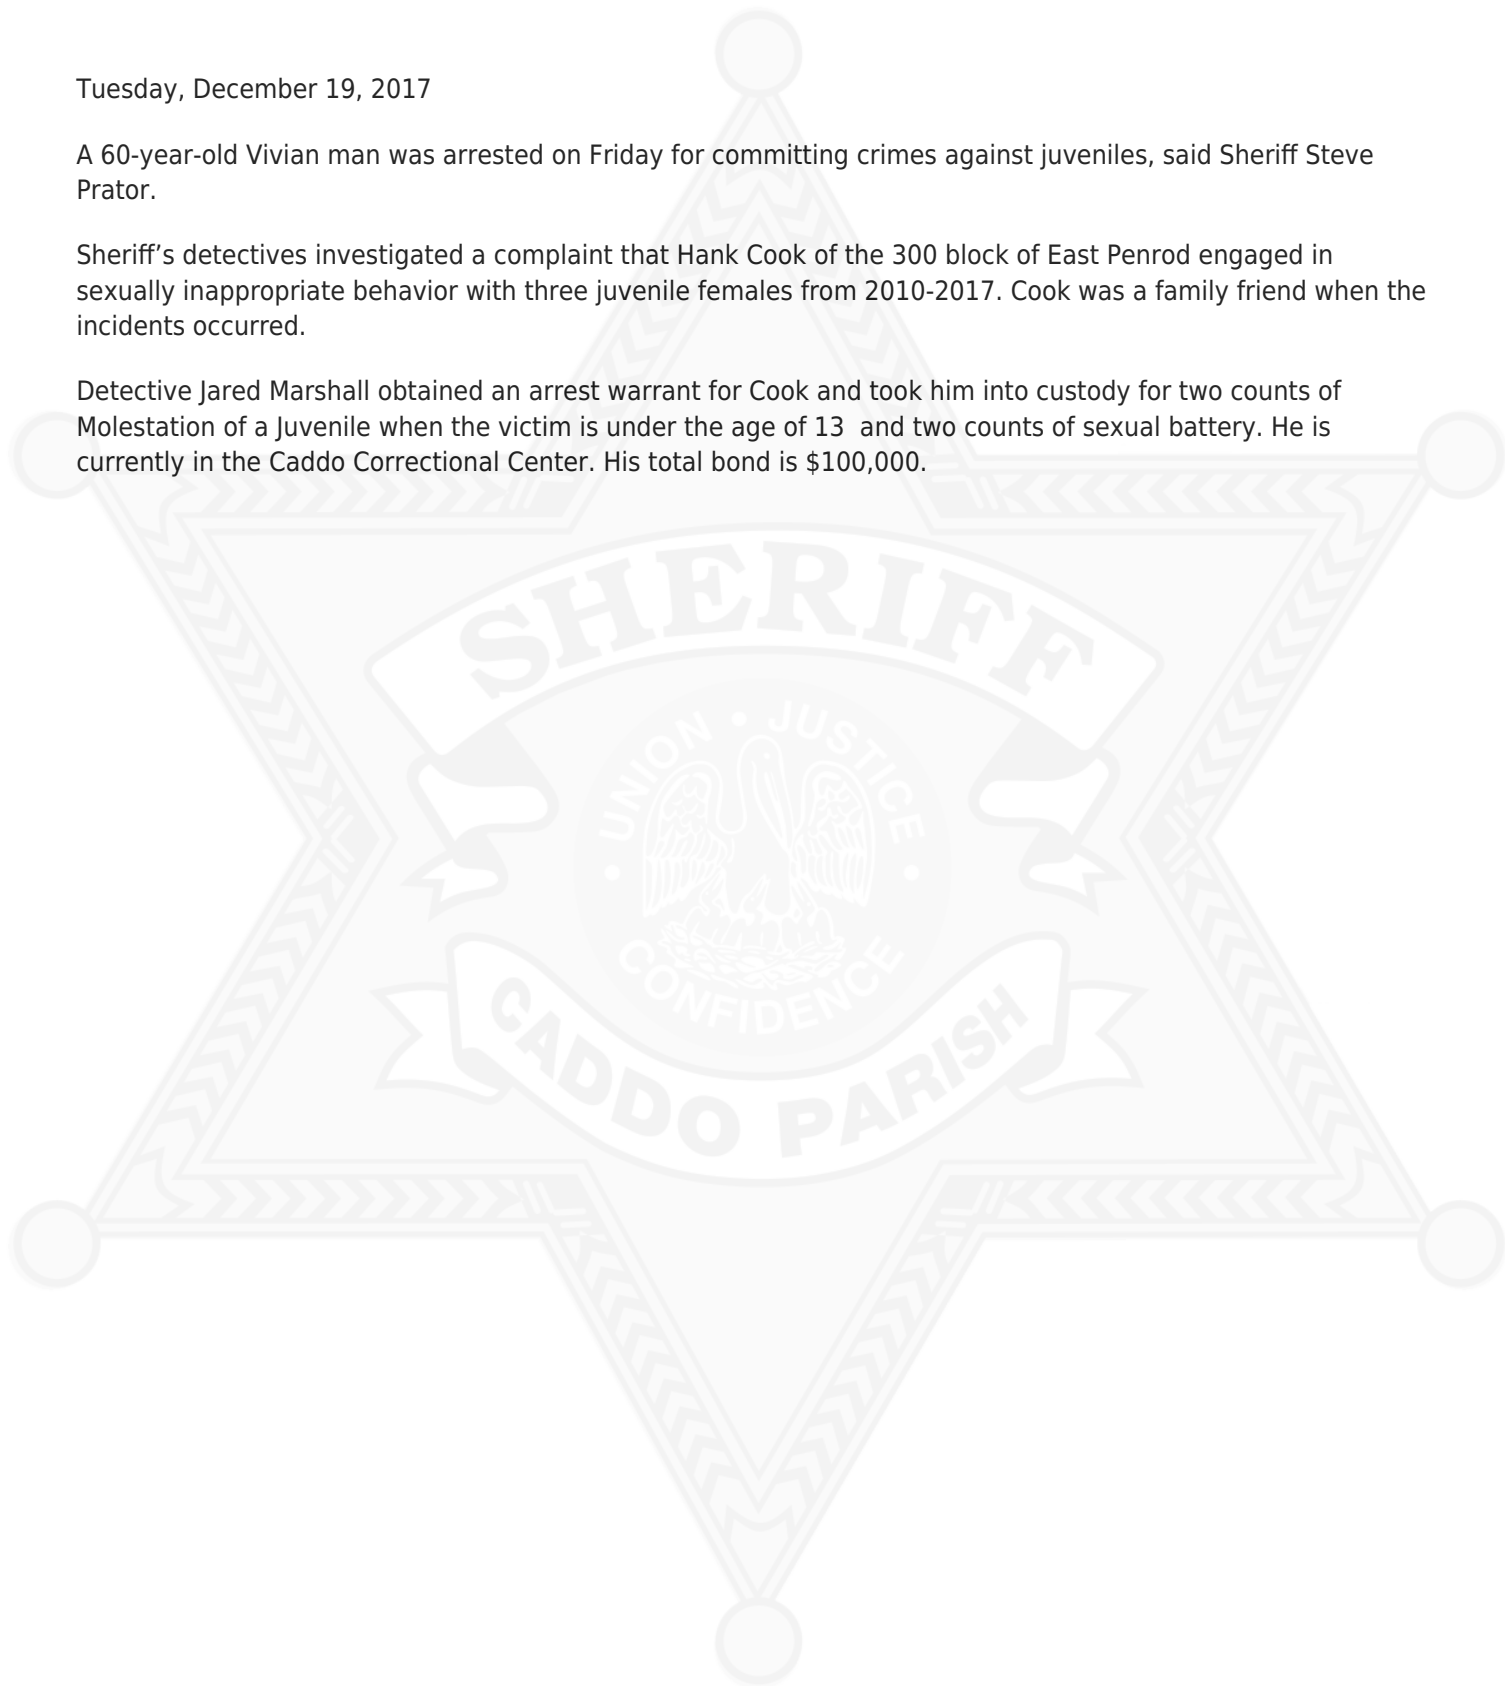 Tuesday, December 19, 2017
A 60-year-old Vivian man was arrested on Friday for committing crimes against juveniles, said Sheriff Steve
Prator.
Sheriff’s detectives investigated a complaint that Hank Cook of the 300 block of East Penrod engaged in
sexually inappropriate behavior with three juvenile females from 2010-2017. Cook was a family friend when the
incidents occurred.
Detective Jared Marshall obtained an arrest warrant for Cook and took him into custody for two counts of
Molestation of a Juvenile when the victim is under the age of 13  and two counts of sexual battery. He is
currently in the Caddo Correctional Center. His total bond is $100,000.
SHERIFF
UNION • JUSTICE
• CONFIDENCE •
CADDO PARISH